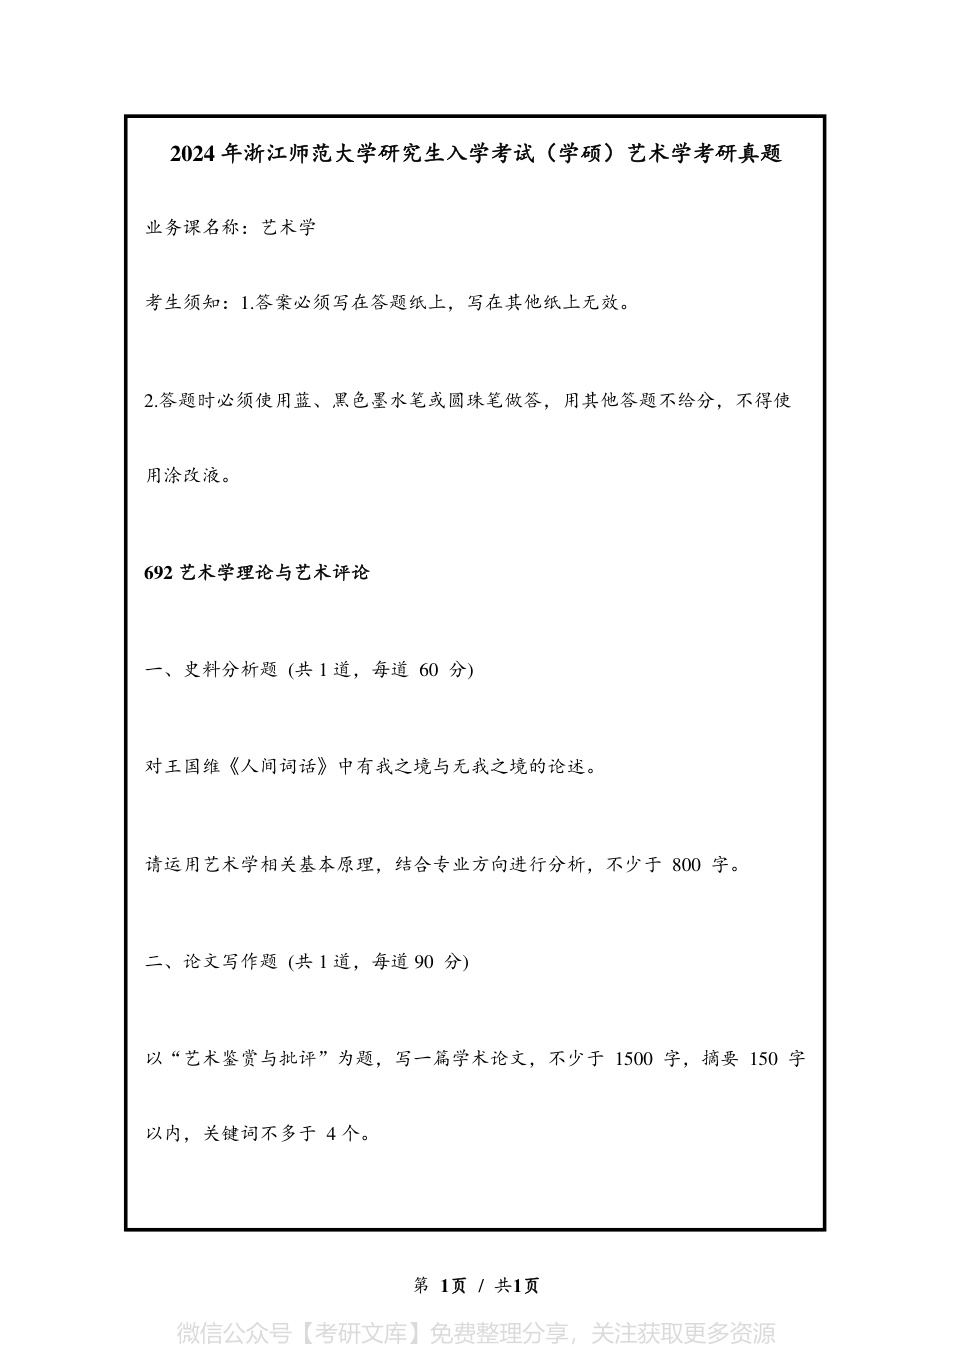 2024 年浙江师范大学研究生入学考试（学硕）艺术学考研真题
业务课名称：艺术学
考生须知：1.答案必须写在答题纸上，写在其他纸上无效。
2.答题时必须使用蓝、黑色墨水笔或圆珠笔做答，用其他答题不给分，不得使
用涂改液。
692 艺术学理论与艺术评论
一、史料分析题 (共 1 道，每道 60 分)
对王国维《人间词话》中有我之境与无我之境的论述。
请运用艺术学相关基本原理，结合专业方向进行分析，不少于 800 字。
二、论文写作题 (共 1 道，每道 90 分)
以“艺术鉴赏与批评”为题，写一篇学术论文，不少于 1500 字，摘要 150 字
以内，关键词不多于 4 个。
第 1页 / 共1页
微信公众号【考研文库】免费整理分享，关注获取更多资源